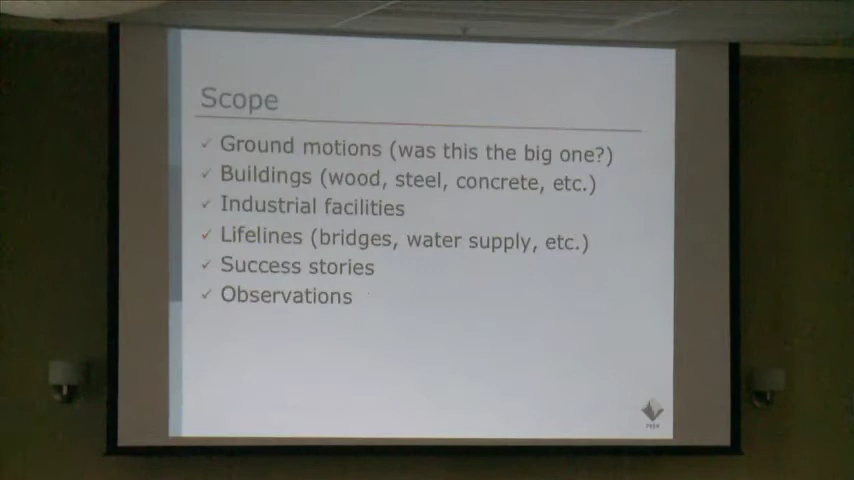 Scope
Ground motions (was this the big one?)
Buildings (wood, steel, concrete, etc.)
Industrial facilities
Lifelines (bridges, water supply, etc.)
Success stories
Observations
PEER